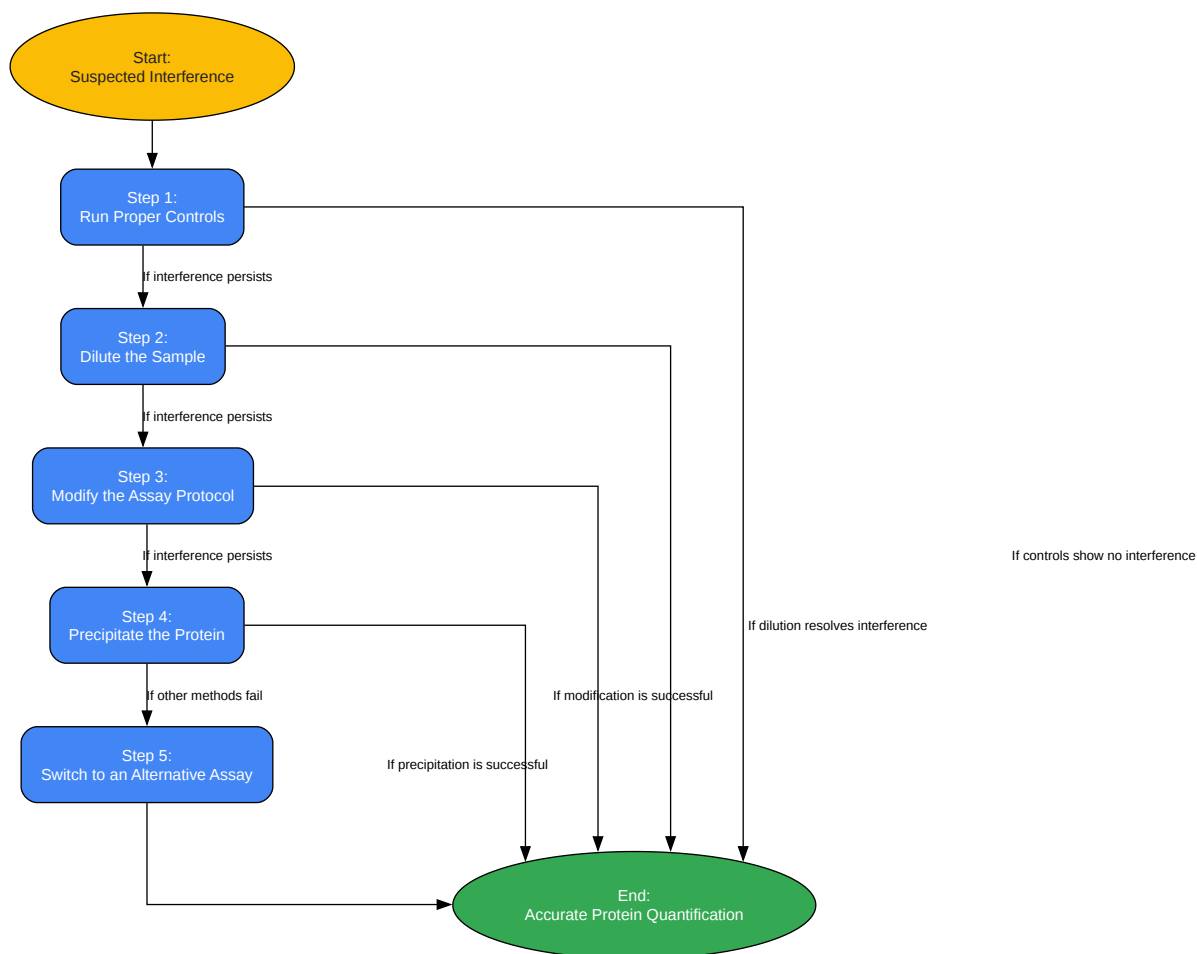 Start:
Suspected Interference
Step 1:
Run Proper Controls
If interference persists
Step 2:
Dilute the Sample
If interference persists
Step 3:
Modify the Assay Protocol
If interference persists
If controls show no interference
Step 4:
Precipitate the Protein
If dilution resolves interference
If other methods fail
If modification is successful
Step 5:
Switch to an Alternative Assay
If precipitation is successful
End:
Accurate Protein Quantification